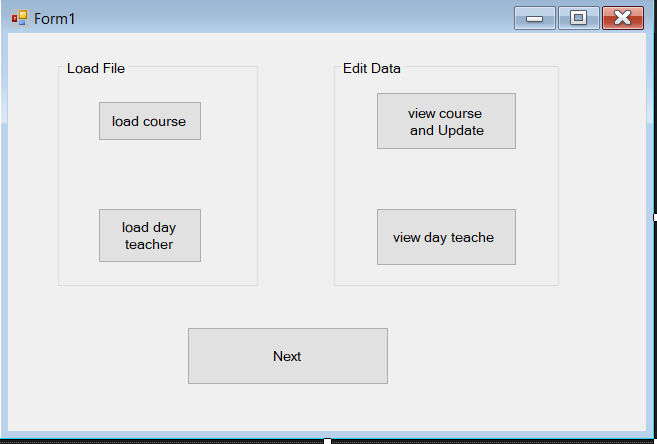 Form1
Load File
load course
load day
teacher
Edit Data
view course
and Update
view day teache
Next